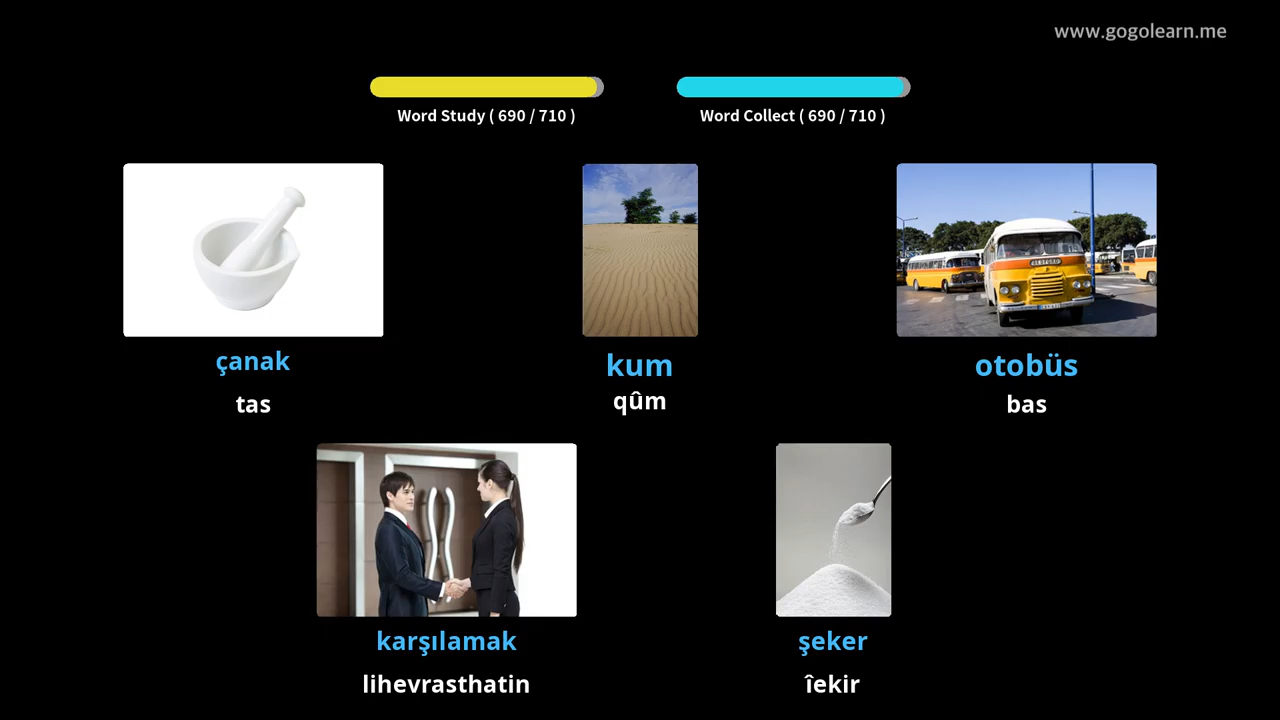 www.gogolearn.me
Word Study ( 690 / 710 )
Word Collect ( 690 / 710 )
çanak
tas
kum
qûm
otobüs
bas
karşılamak
lihevrasthatin
şeker
îekir